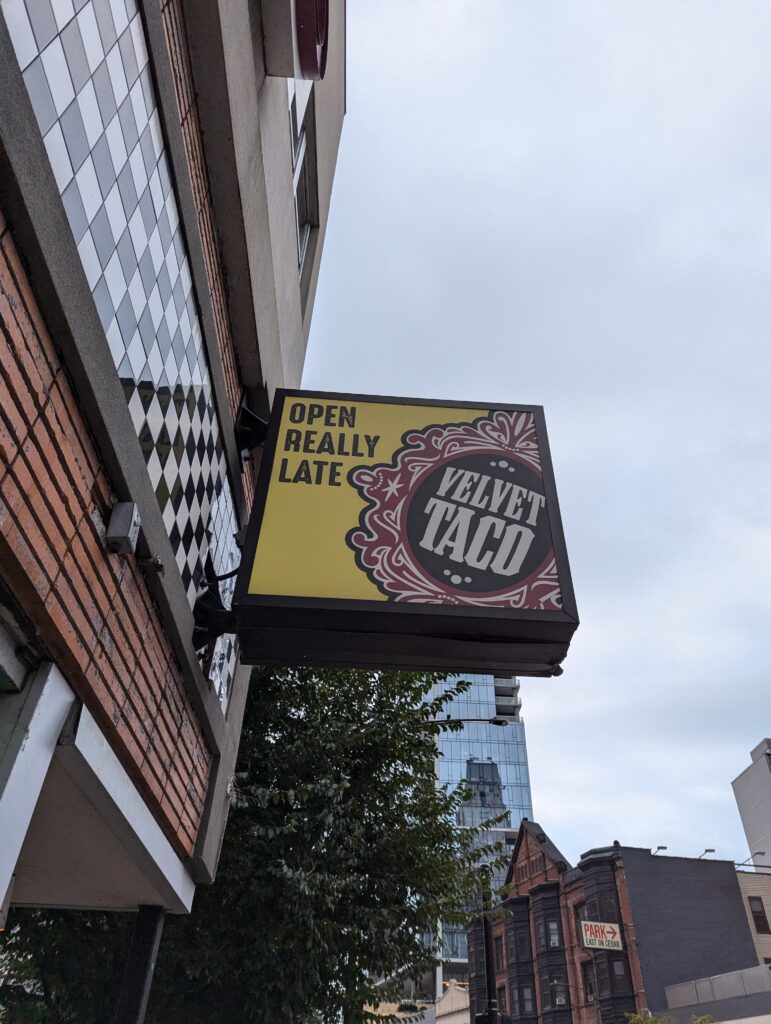 OPEN
REALLY
LATE
VELVET
TACO
PARK→
EAST ON CEDAR